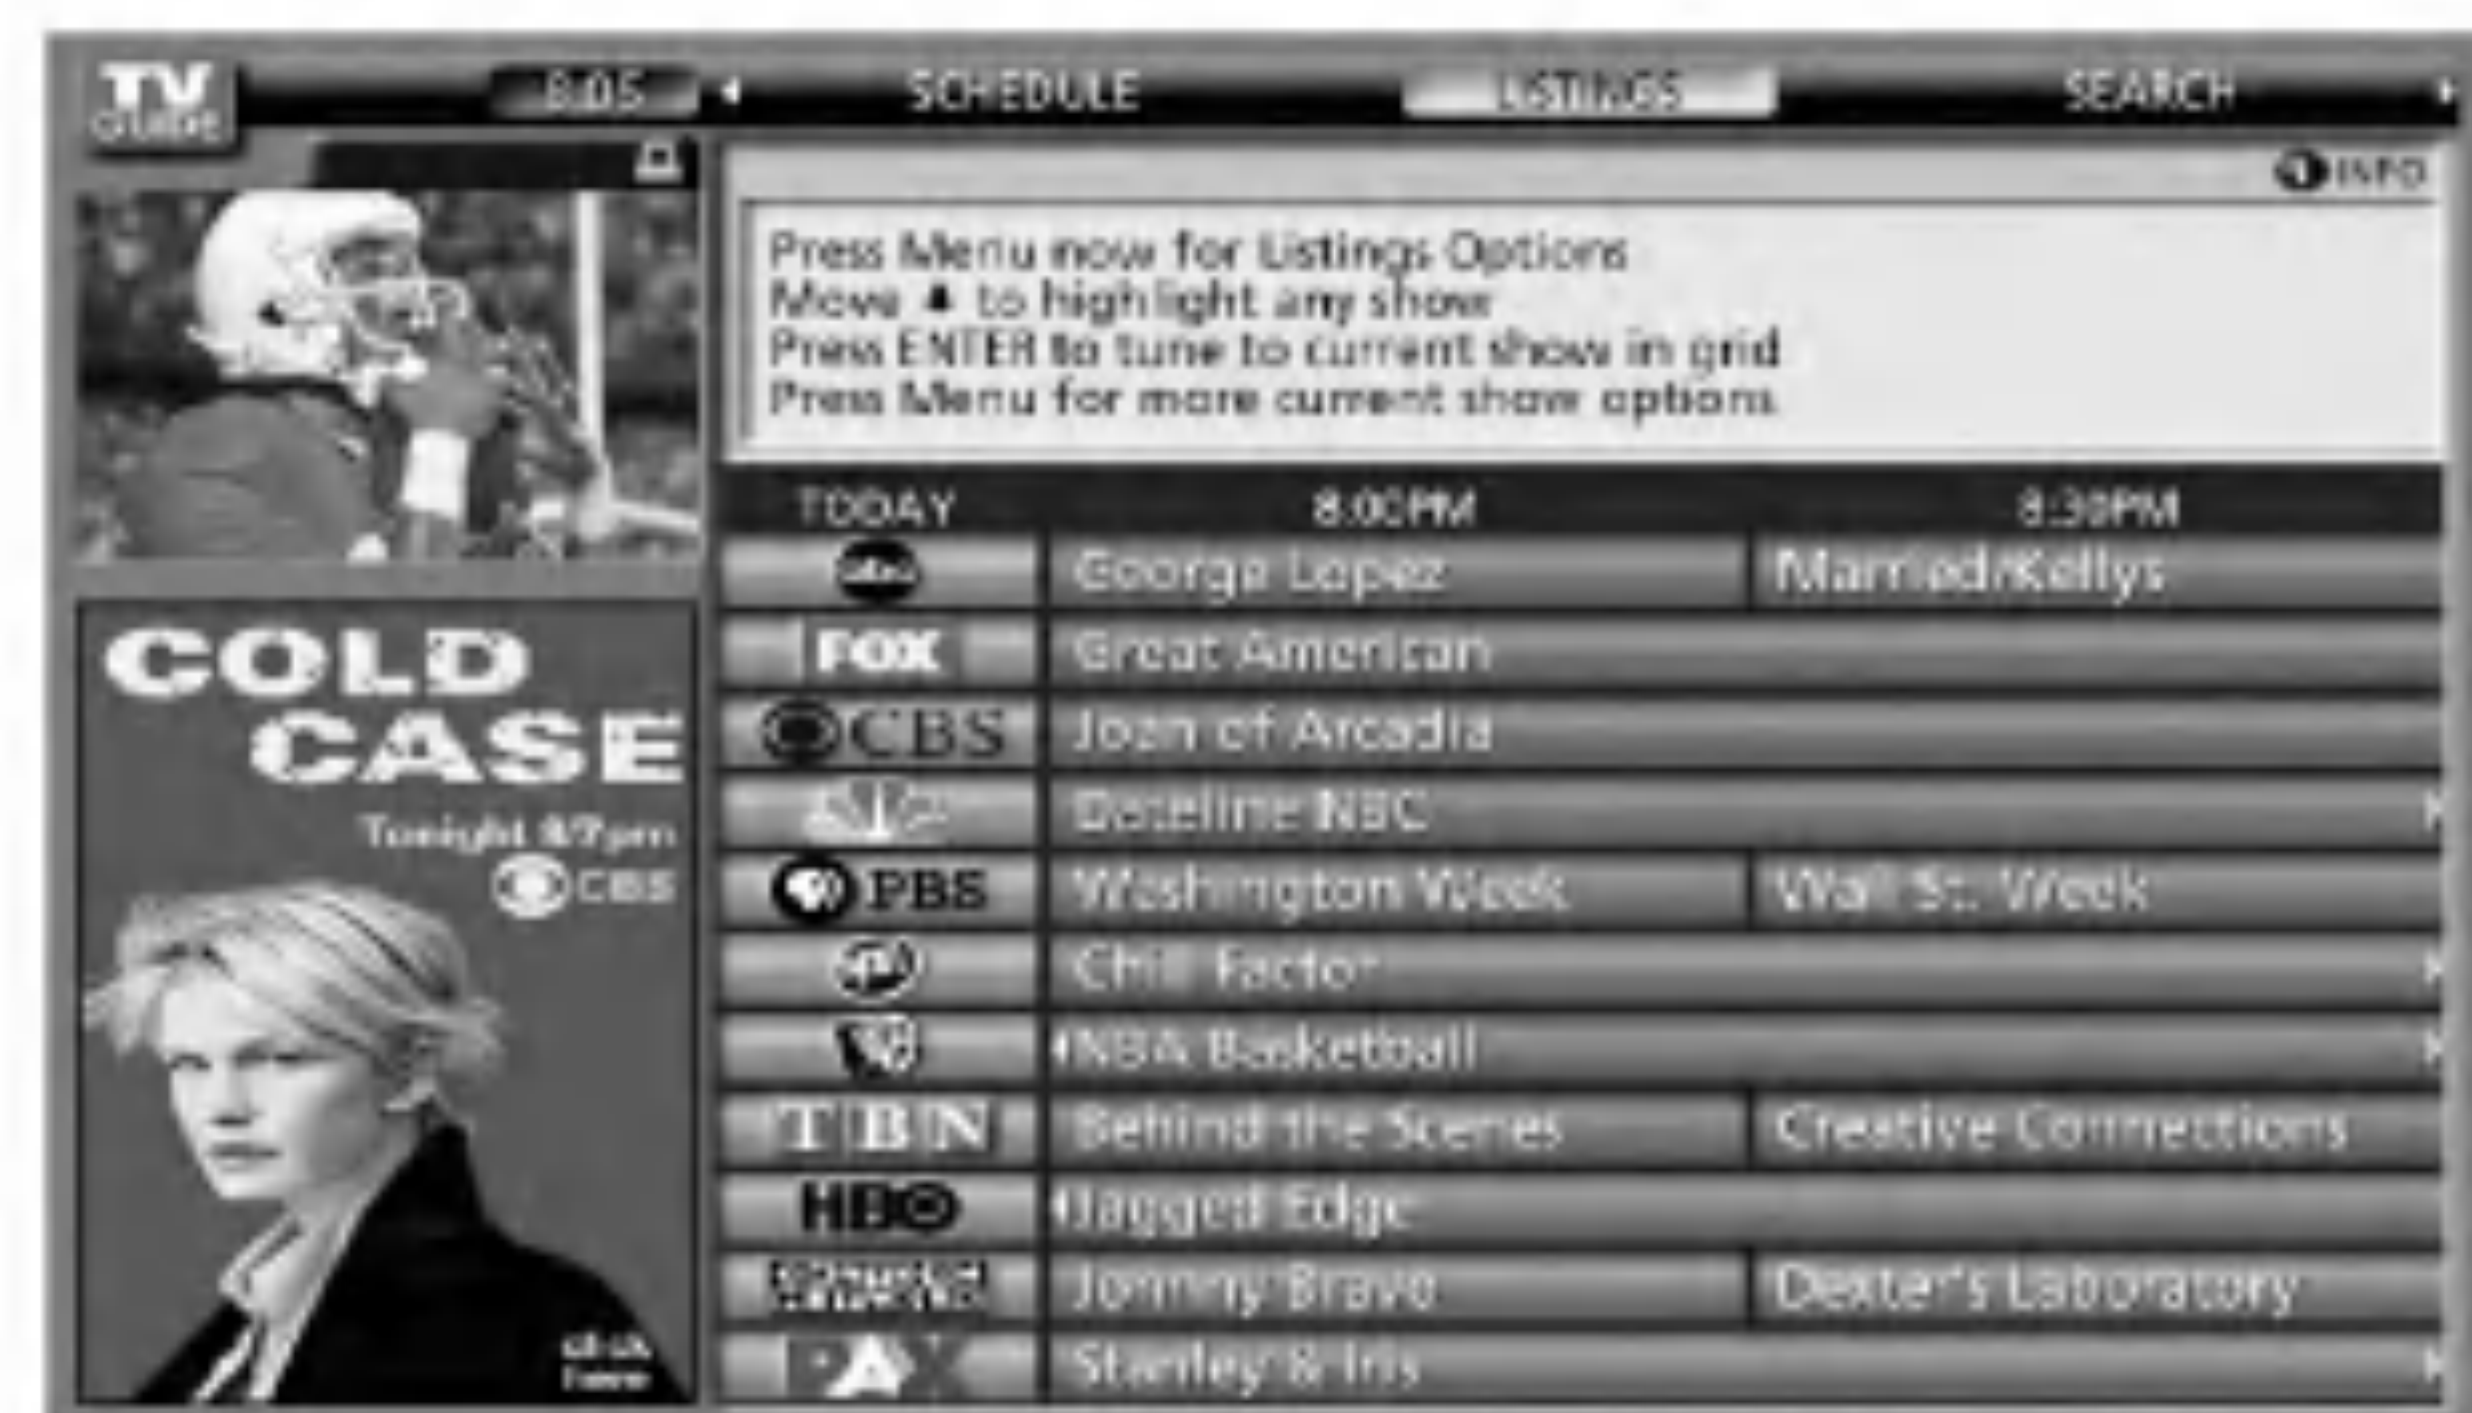 TV
GUIDE
8:05
SCHEDULE
LISTINGS
SEARCH
INFO
Press Menu now for Listings Options
Move to highlight any show
Press ENTER to tune to current show in grid
Press Menu for more current show options
TODAY 8:00PM 8:30PM
abc George Lopez Married/Kellys
FOX Great American
CBS Joan of Arcadia
Dateline NBC
PBS Washington Week Wall St. Week
Chill Factor
NBA Basketball
TBN Behind the Scenes Creative Connections
HBO Jagged Edge
Johnny Bravo Dexter's Laboratory
Stanley & Iris
COLD
CASE
Tonight 8/7pm
CBS
click
here